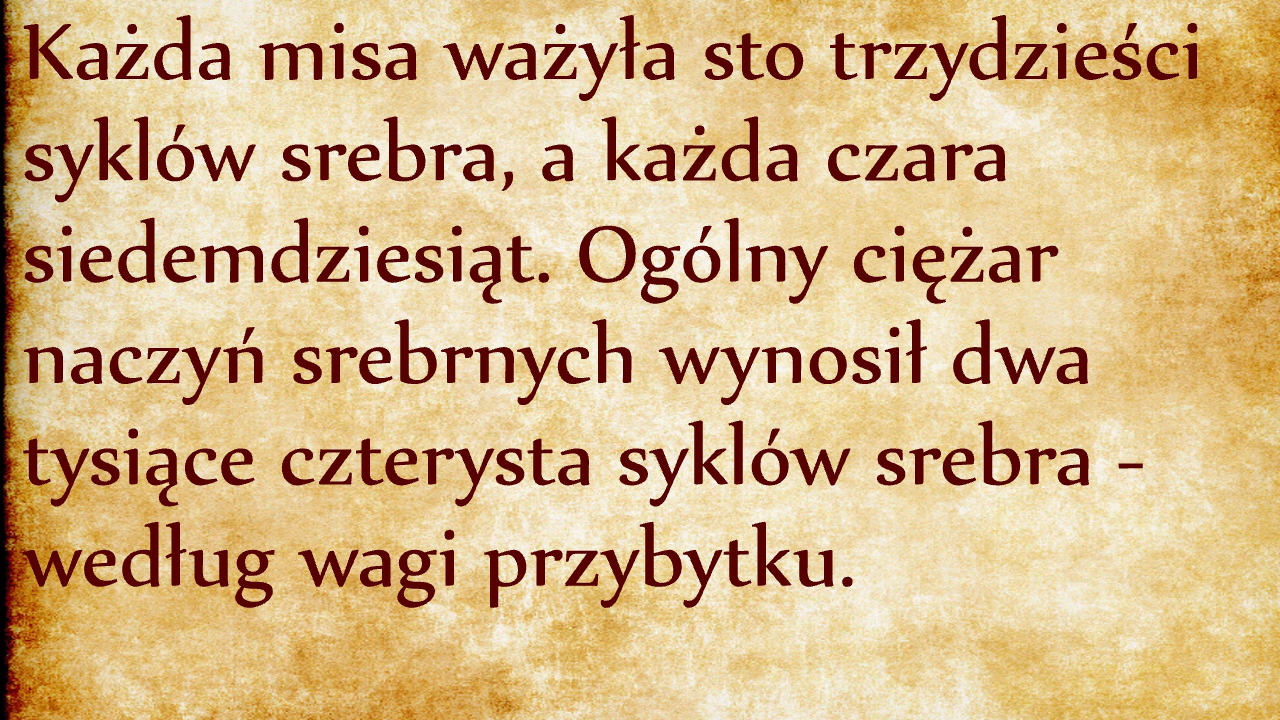 Każda misa ważyła sto trzydzieści
syklów srebra, a każda czara
siedemdziesiąt. Ogólny ciężar
naczyń srebrnych wynosił dwa
tysiące czterysta syklów srebra -
według wagi przybytku.